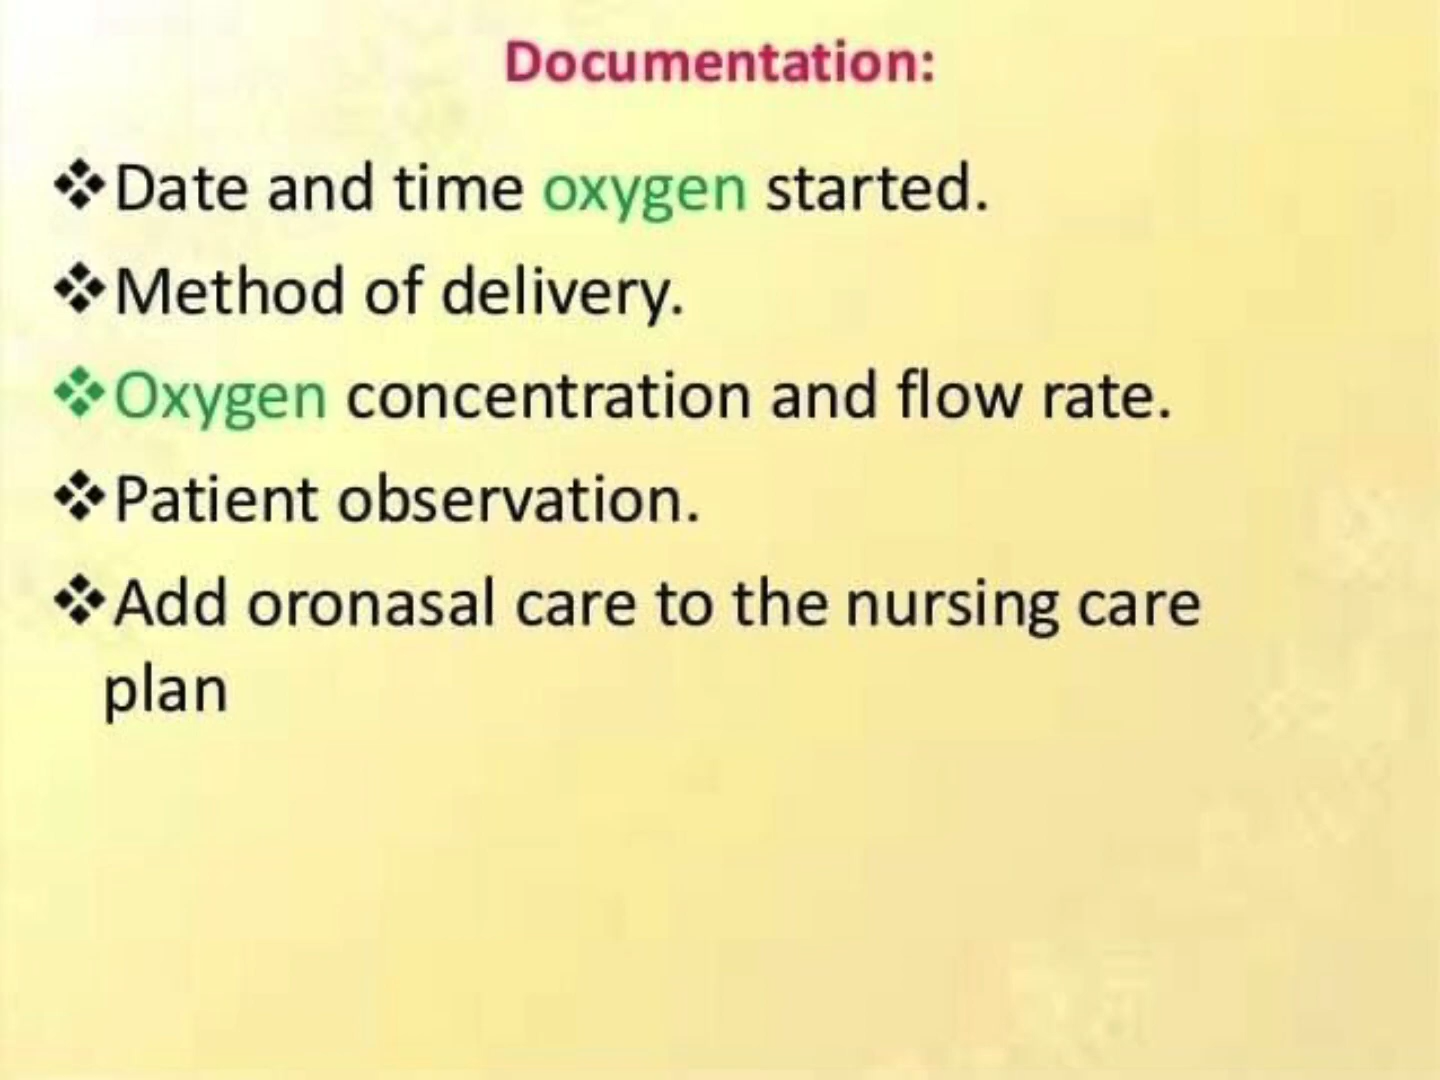 Documentation:
❖Date and time oxygen started.
❖Method of delivery.
❖Oxygen concentration and flow rate.
❖Patient observation.
❖Add oronasal care to the nursing care
plan